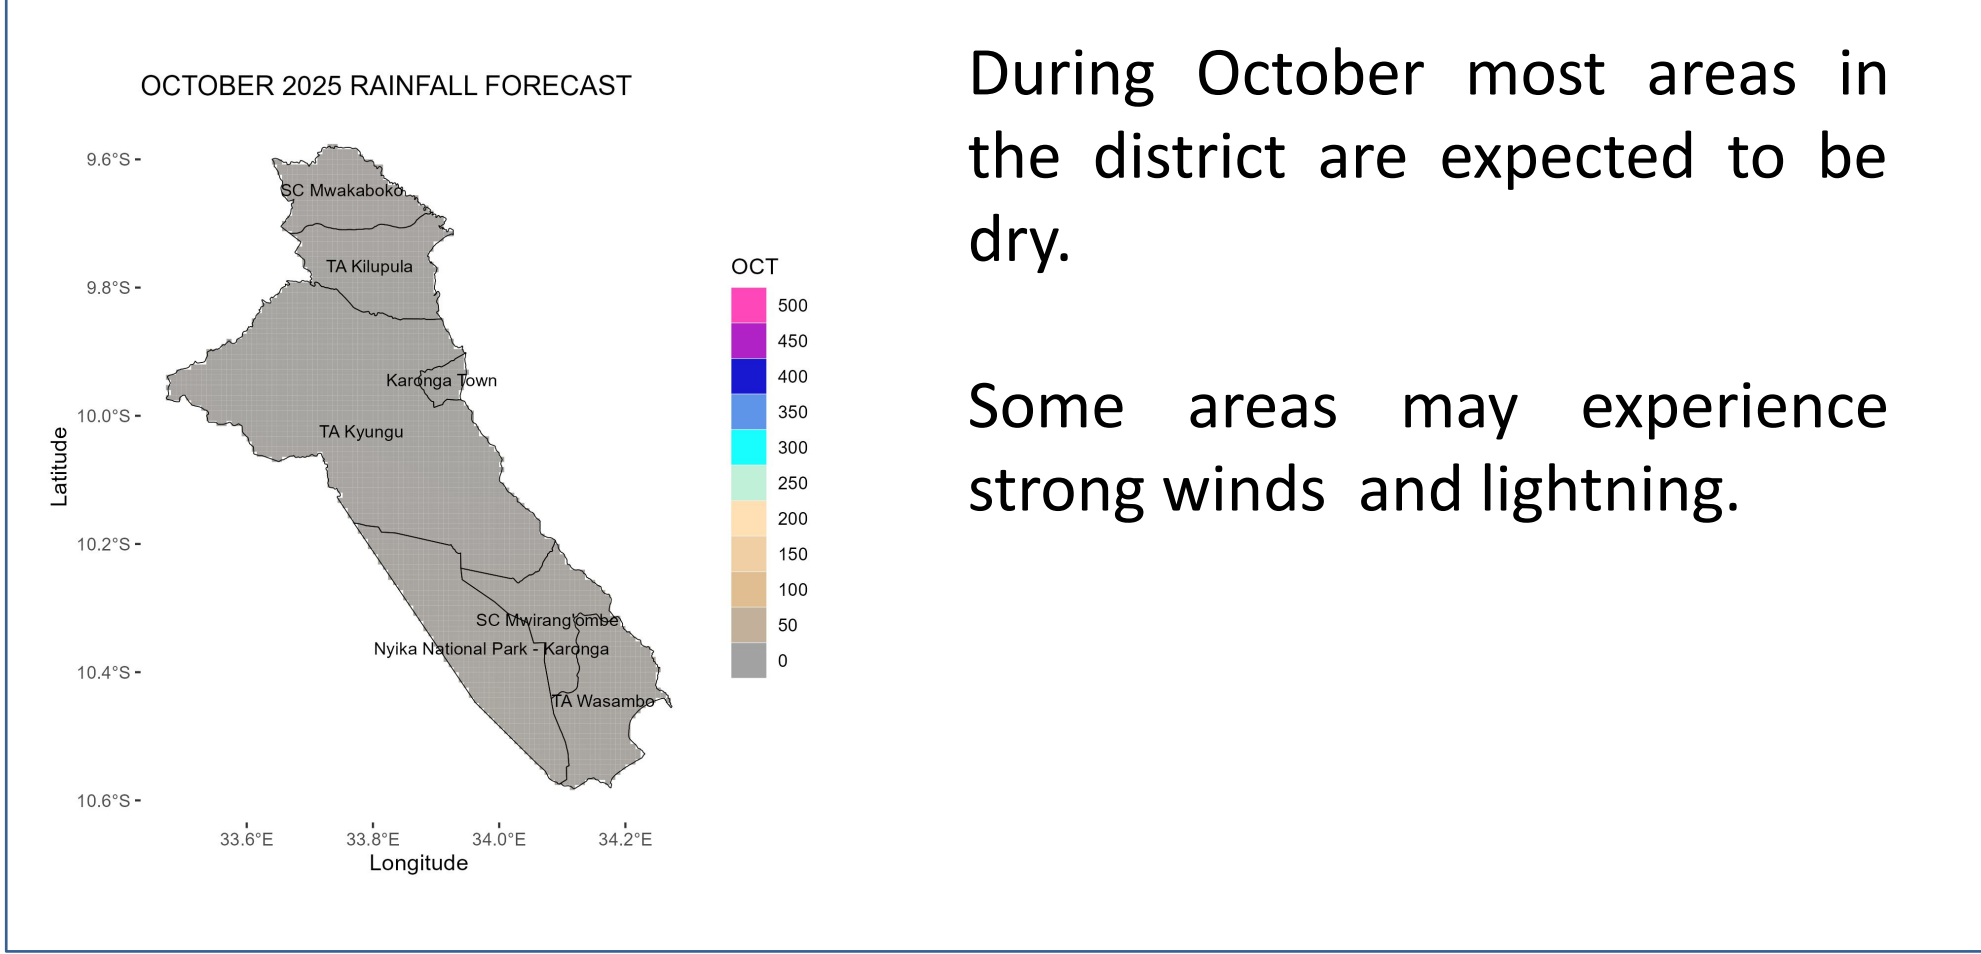 OCTOBER 2025 RAINFALL FORECAST
9.6°S
9.8°S
10.0°S
10.2°S
10.4°S
10.6°S
Latitude
SC Mwakaboko
TA Kilupula
Karonga Town
TA Kyungu
SC Mwirang'ombe
Nyika National Park - Karonga
TA Wasambo
33.6°E
33.8°E
34.0°E
34.2°E
Longitude
OCT
500
450
400
350
300
250
200
150
100
50
0
During October most areas in
the district are expected to be
dry.
Some areas may experience
strong winds and lightning.